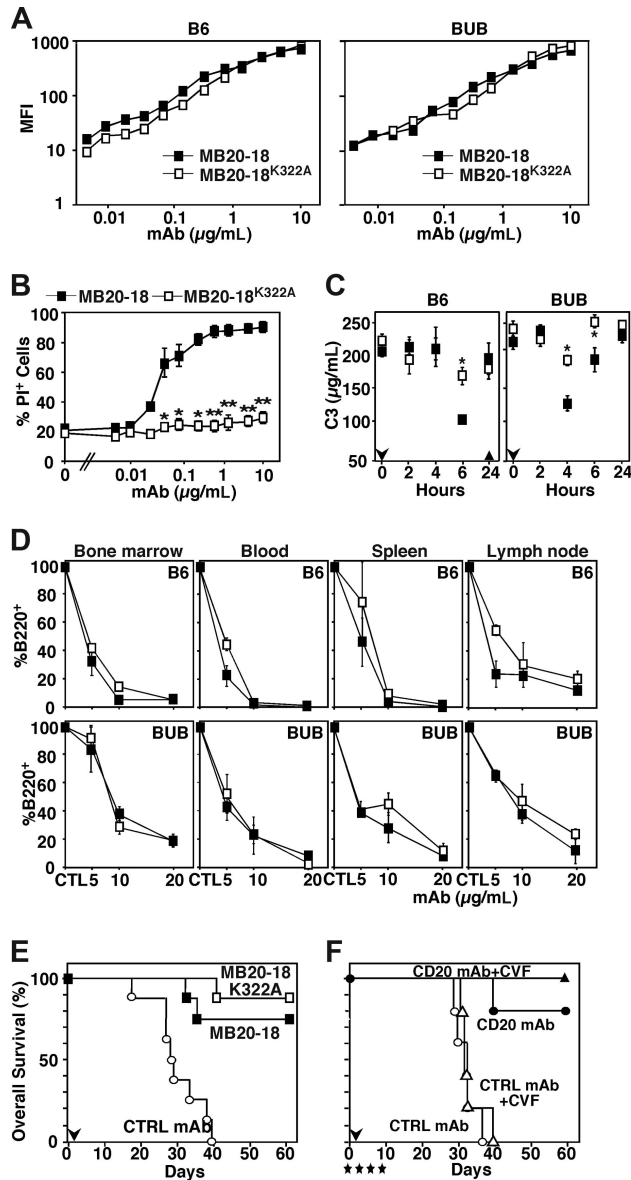 A
B6
BUB
1000
100
10
1
MFI
MB20-18
MB20-18K322A
MB20-18
MB20-18K322A
0.01 0.1 1 10
0.01 0.1 1 10
mAb (µg/mL)
mAb (µg/mL)
B
MB20-18 MB20-18K322A
100
80
60
40
20
0
% PI+ Cells
* * * ** ** ** **
0 0.01 0.1 1 10
mAb (µg/mL)
C
B6
BUB
250
200
150
100
50
C3 (µg/mL)
*
*
*
0 2 4 6 24
0 2 4 6 24
Hours
Hours
D
Bone marrow Blood Spleen Lymph node
B6 B6 B6 B6
100
80
60
40
20
0
%B220+
BUB BUB BUB BUB
100
80
60
40
20
0
%B220+
CTL 5 10 20
CTL 5 10 20
CTL 5 10 20
CTL 5 10 20
mAb (µg/mL)
E
100
50
0
Overall Survival (%)
MB20-18
K322A
MB20-18
CTRL mAb
0 10 20 30 40 50 60
Days
F
CD20 mAb+CVF
CD20 mAb
CTRL mAb
+CVF
CTRL mAb
0 10 20 30 40 50 60
★★★★
Days